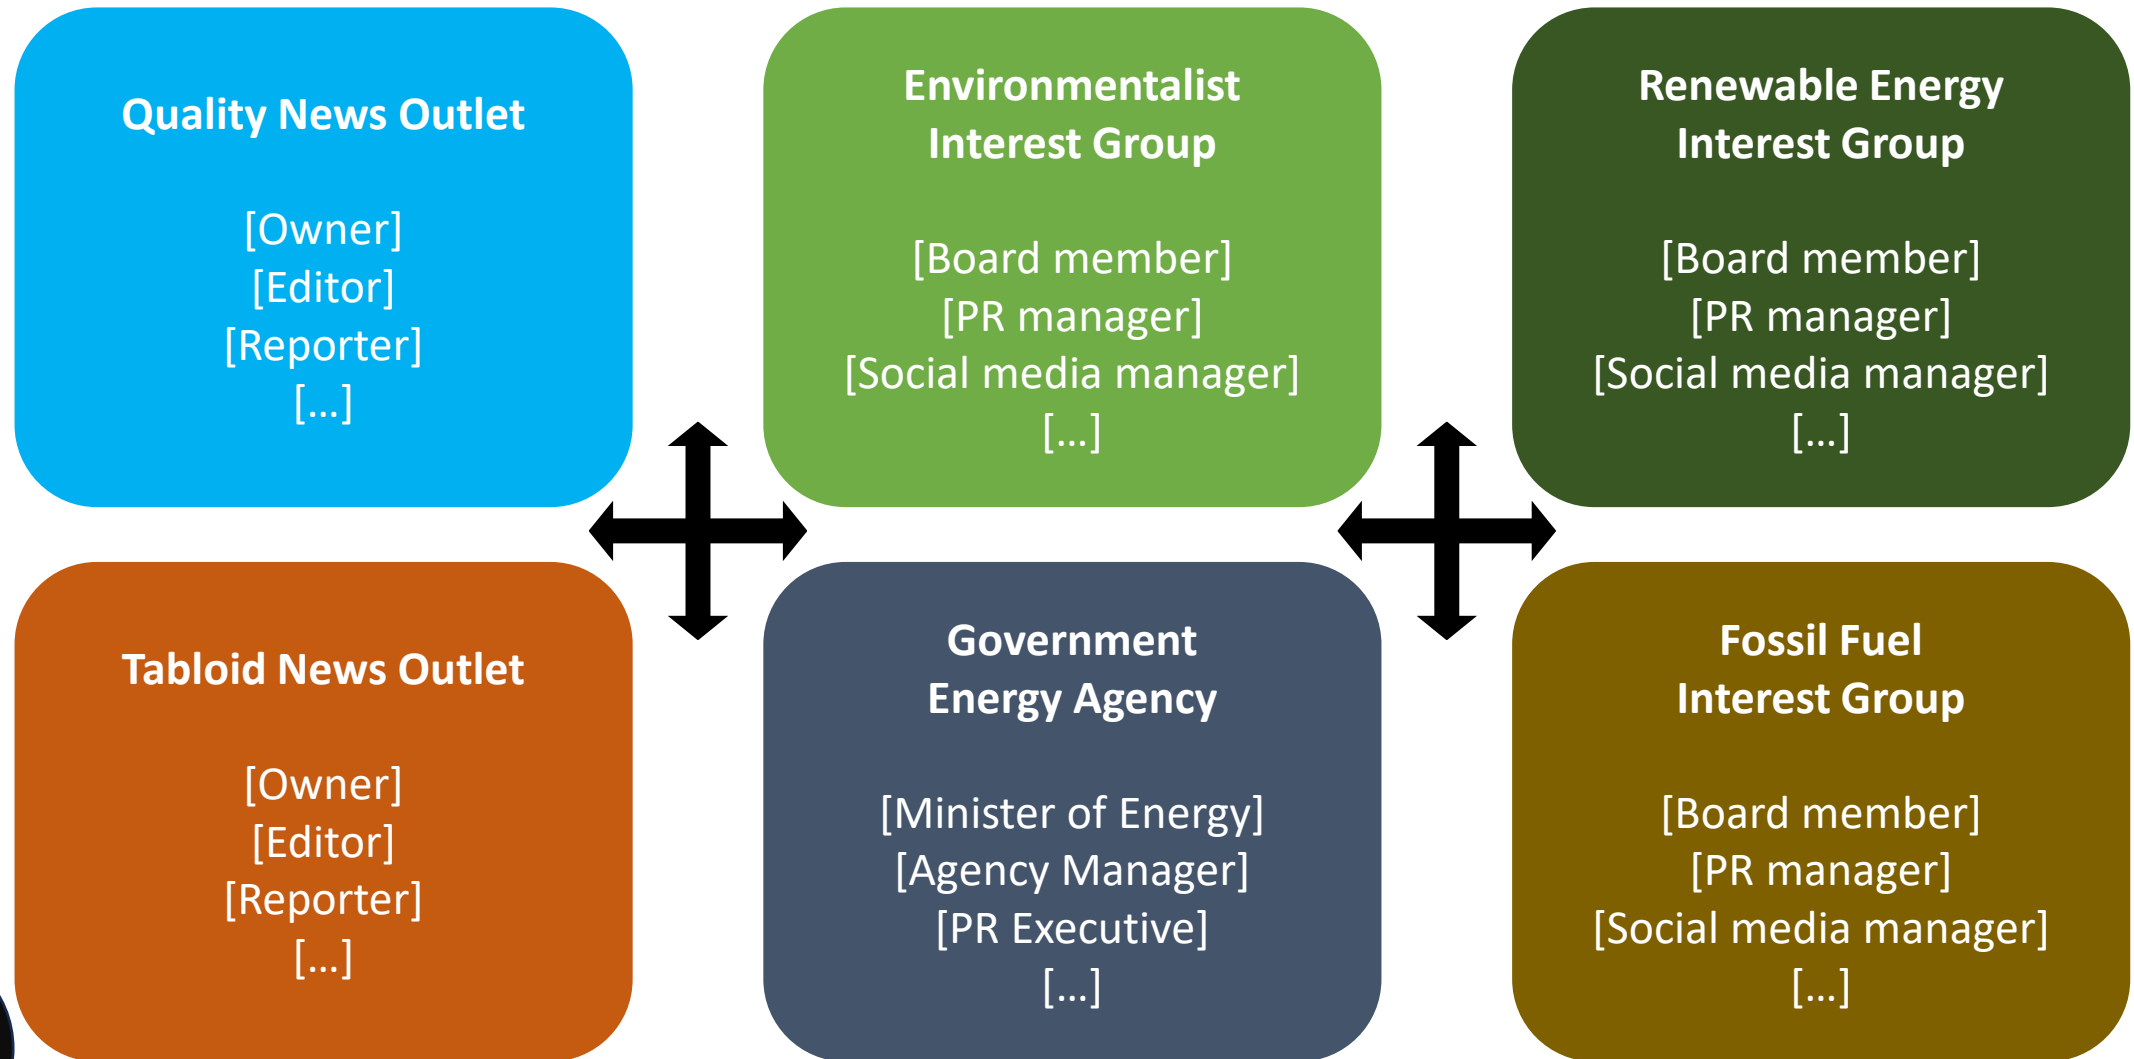 Quality News Outlet
[Owner]
[Editor]
[Reporter]
[...]
Environmentalist
Interest Group
[Board member]
[PR manager]
[Social media manager]
[...]
Renewable Energy
Interest Group
[Board member]
[PR manager]
[Social media manager]
[...]
Tabloid News Outlet
[Owner]
[Editor]
[Reporter]
[...]
Government
Energy Agency
[Minister of Energy]
[Agency Manager]
[PR Executive]
[...]
Fossil Fuel
Interest Group
[Board member]
[PR manager]
[Social media manager]
[...]